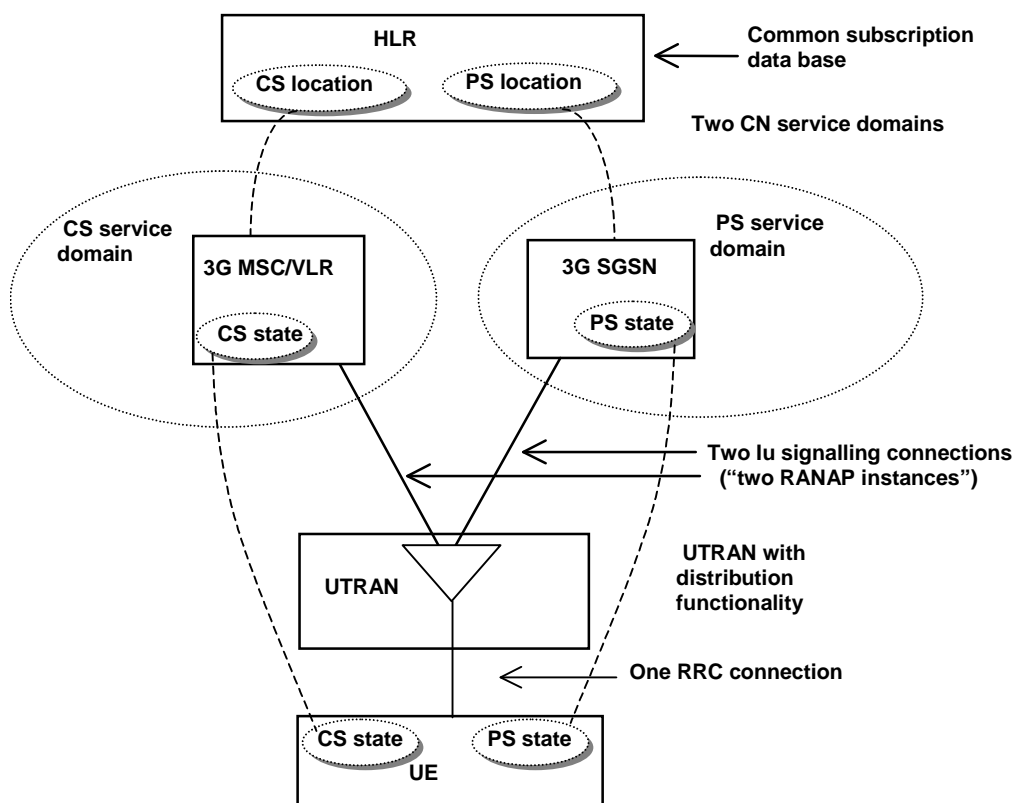 HLR
Common subscription
data base
CS location
PS location
Two CN service domains
CS service
domain
PS service
domain
3G MSC/VLR
3G SGSN
CS state
PS state
Two Iu signalling connections
(“two RANAP instances”)
UTRAN
UTRAN with
distribution
functionality
One RRC connection
CS state
PS state
UE